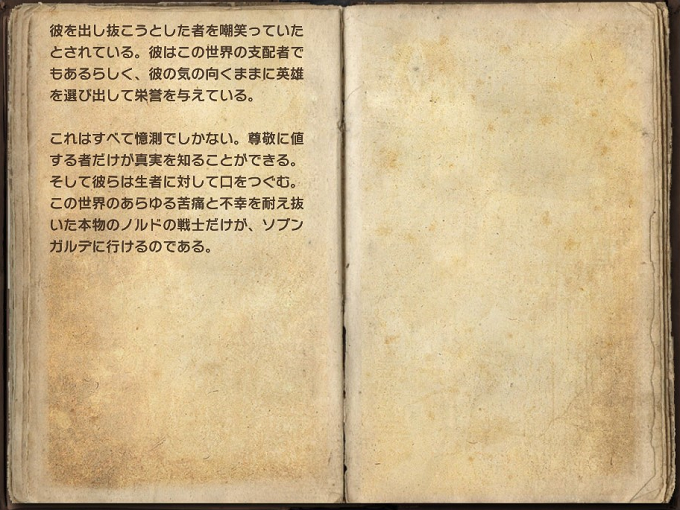 彼を出し抜こうとした者を嘲笑っていた
とされている。彼はこの世界の支配者で
もあるらしく、彼の気の向くままに英雄
を選び出して栄誉を与えている。
これはすべて憶測でしかない。尊敬に値
する者だけが真実を知ることができる。
そして彼らは生者に対して口をつぐむ。
この世界のあらゆる苦痛と不幸を耐え抜
いた本物のノルドの戦士だけが、ソブン
ガルデに行けるのである。